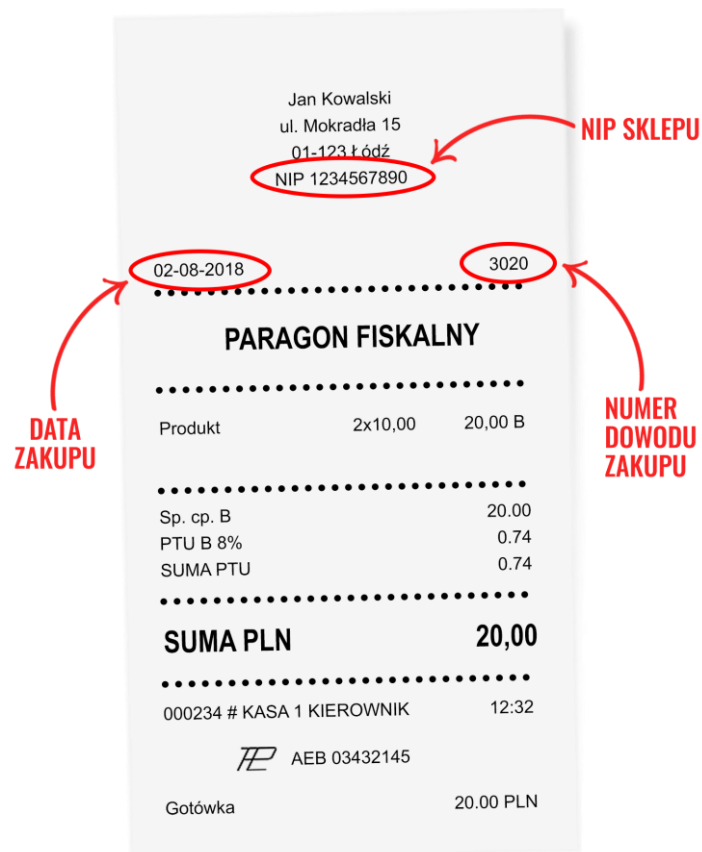 Jan Kowalski
ul. Mokradła 15
01-123 Łódź
NIP 1234567890
NIP SKLEPU
02-08-2018 3020
PARAGON FISKALNY
DATA
ZAKUPU
NUMER
DOWODU
ZAKUPU
Produkt 2x10,00 20,00 B
Sp. cp. B 20.00
PTU B 8% 0.74
SUMA PTU 0.74
SUMA PLN 20,00
000234 # KASA 1 KIEROWNIK 12:32
AEB 03432145
Gotówka 20.00 PLN